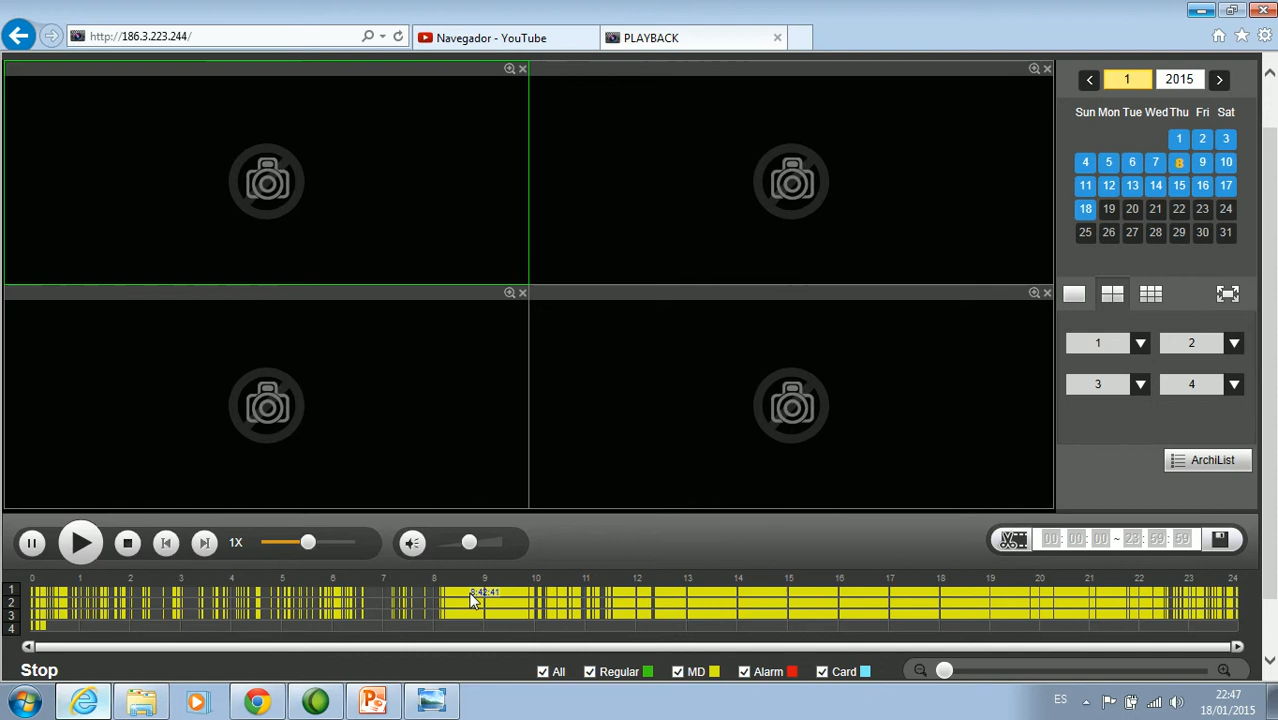 http://186.3.223.244/
Navegador - YouTube
PLAYBACK
1 2015
Sun Mon Tue Wed Thu Fri Sat
1 2 3
4 5 6 7 8 9 10
11 12 13 14 15 16 17
18 19 20 21 22 23 24
25 26 27 28 29 30 31
1 2
3 4
ArchiList
1X
00: 00: 00 ~ 23: 59: 59
0 1 2 3 4 5 6 7 8 9 10 11 12 13 14 15 16 17 18 19 20 21 22 23 24
1
8:42:41
2
3
4
Stop
All Regular MD Alarm Card
ES
22:47
18/01/2015